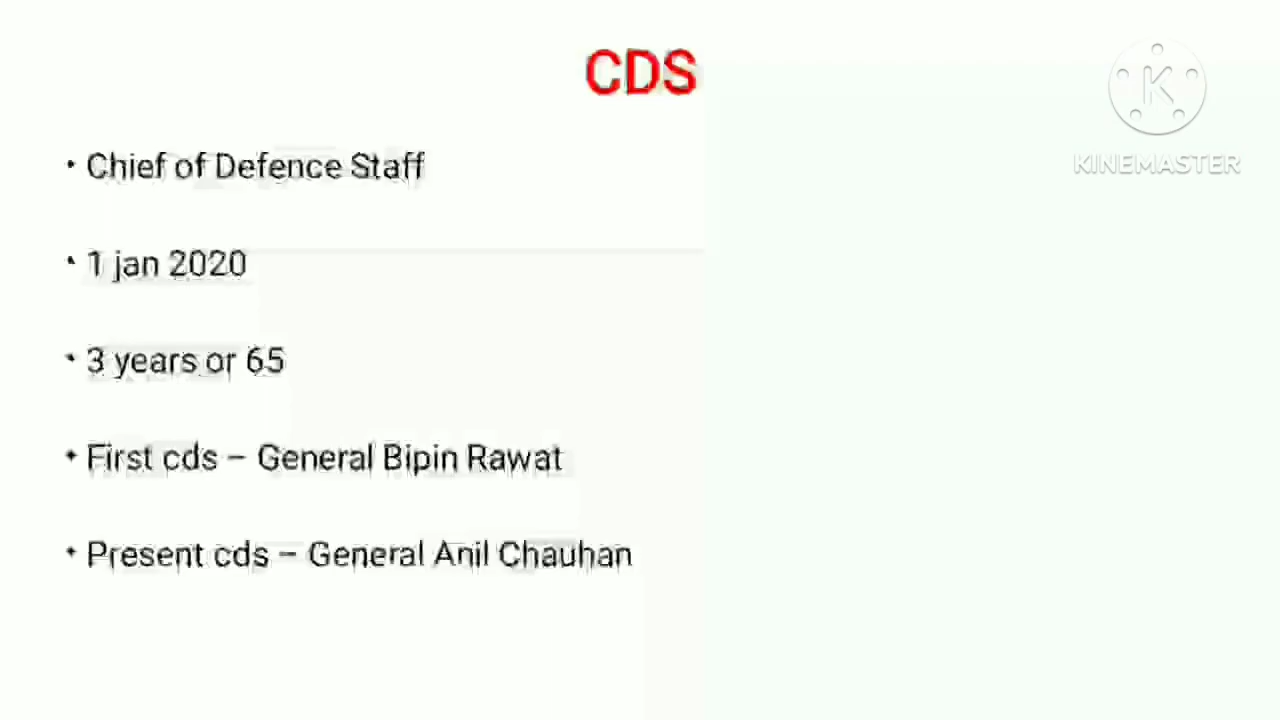 CDS
K
KINEMASTER
• Chief of Defence Staff
• 1 jan 2020
• 3 years or 65
• First cds – General Bipin Rawat
• Present cds – General Anil Chauhan